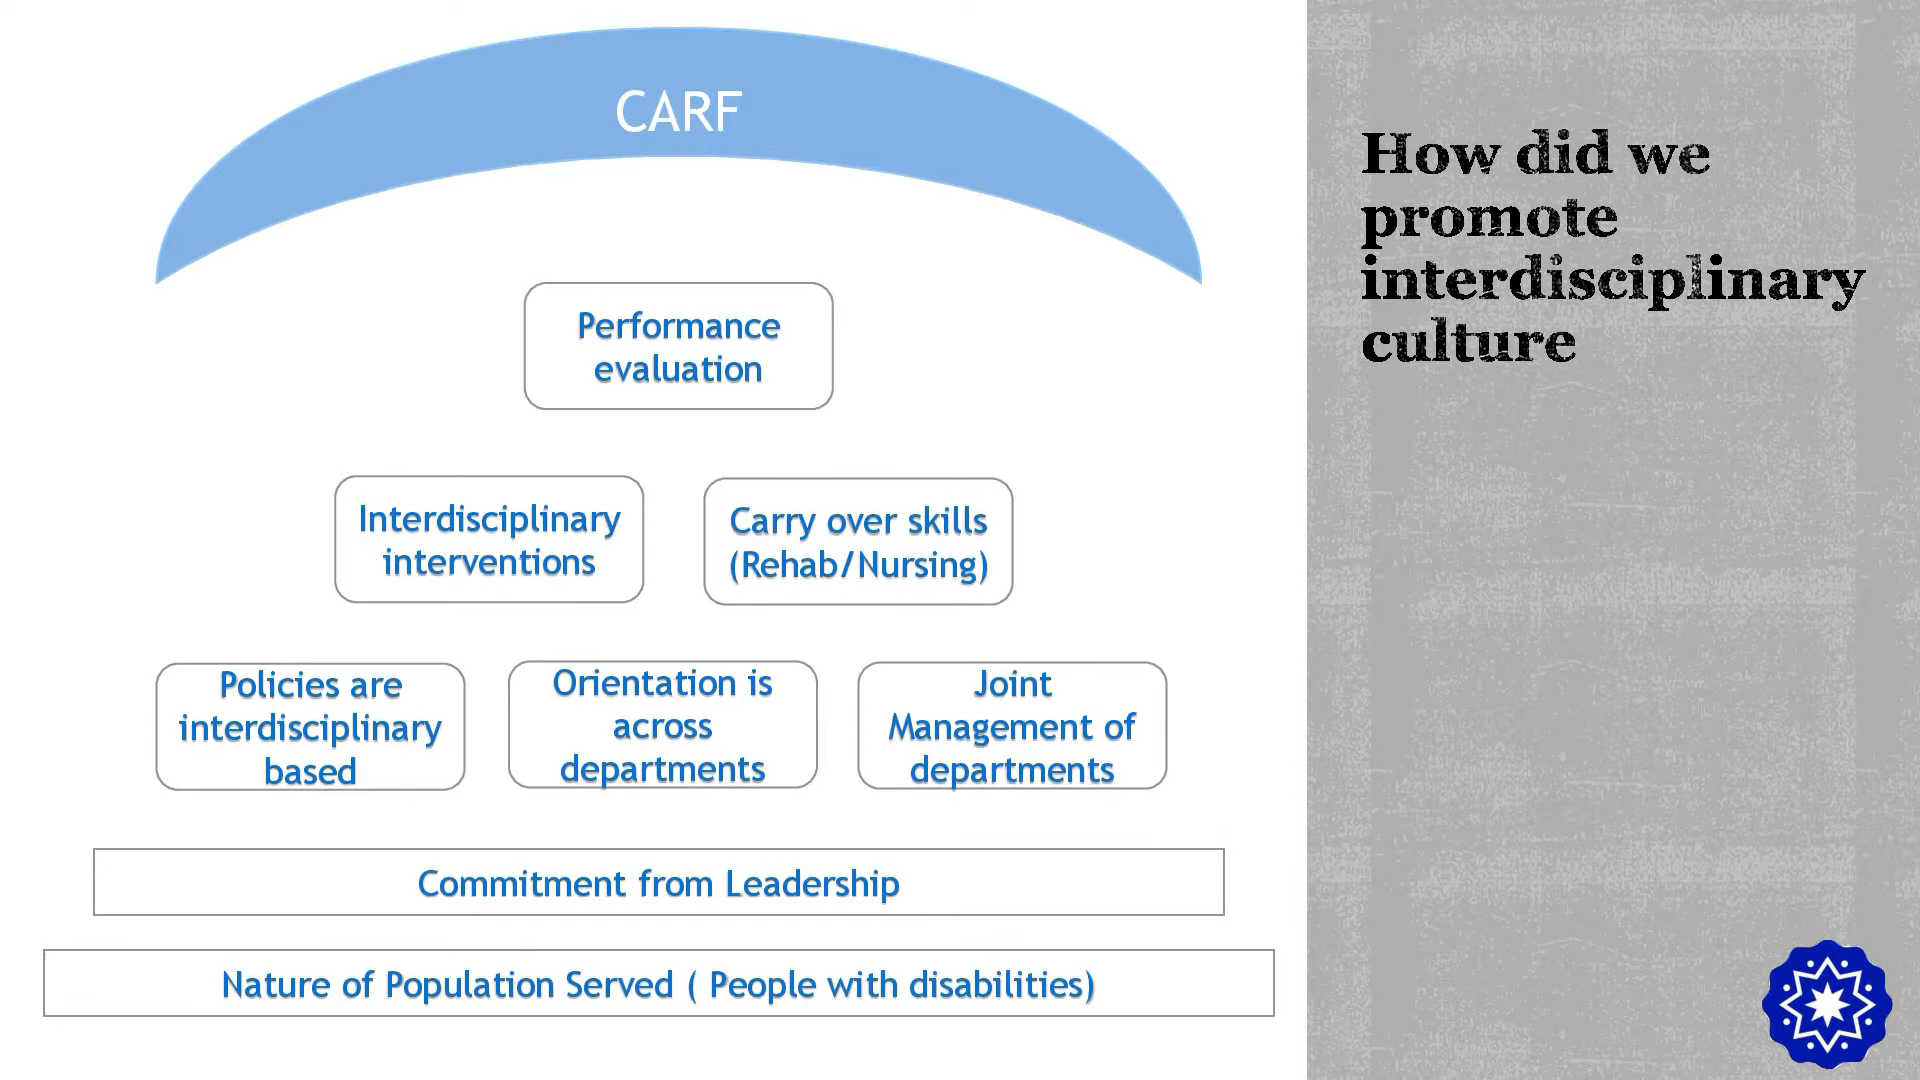 CARF
Performance
evaluation
Interdisciplinary
interventions
Carry over skills
(Rehab/Nursing)
Policies are
interdisciplinary
based
Orientation is
across
departments
Joint
Management of
departments
Commitment from Leadership
Nature of Population Served ( People with disabilities)
How did we
promote
interdisciplinary
culture